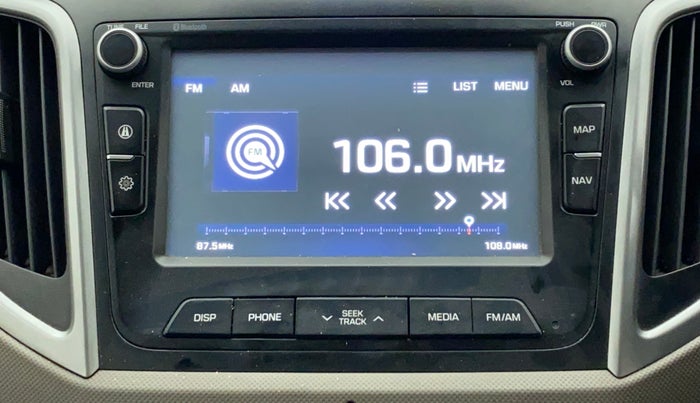 TUNE FILE
Bluetooth
PUSH PWR
ENTER
VOL
FM AM LIST MENU
FM
106.0 MHz
87.5 MHz
108.0 MHz
MAP
NAV
DISP PHONE SEEK TRACK MEDIA FM/AM